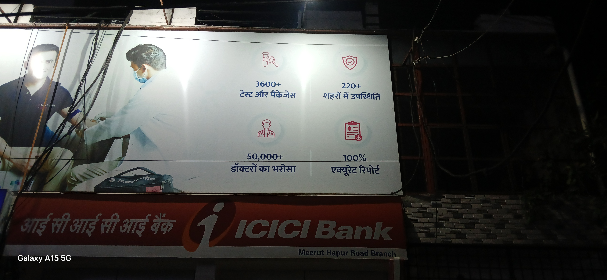 3600+
टेस्ट और पैकेजेस
220+
शहरों में उपस्थिति
50,000+
डॉक्टरों का भरोसा
100%
एक्यूरेट रिपोर्ट
आई सी आई सी आई बैंक
ICICI Bank
Meerut Hapur Road Branch
Galaxy A15 5G